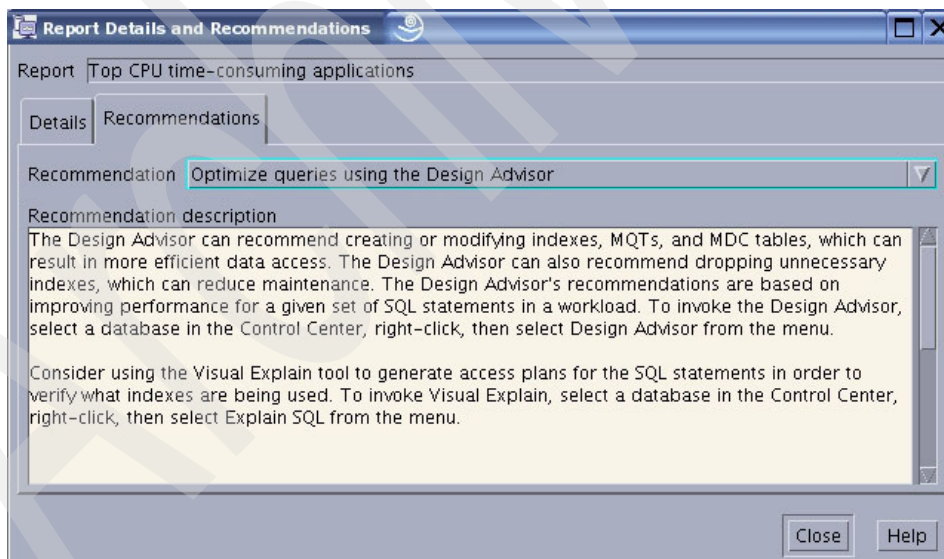 Report Details and Recommendations
Report Top CPU time-consuming applications
Details Recommendations
Recommendation Optimize queries using the Design Advisor
Recommendation description
The Design Advisor can recommend creating or modifying indexes, MQTs, and MDC tables, which can
result in more efficient data access. The Design Advisor can also recommend dropping unnecessary
indexes, which can reduce maintenance. The Design Advisor's recommendations are based on
improving performance for a given set of SQL statements in a workload. To invoke the Design Advisor,
select a database in the Control Center, right-click, then select Design Advisor from the menu.
Consider using the Visual Explain tool to generate access plans for the SQL statements in order to
verify what indexes are being used. To invoke Visual Explain, select a database in the Control Center,
right-click, then select Explain SQL from the menu.
Close Help